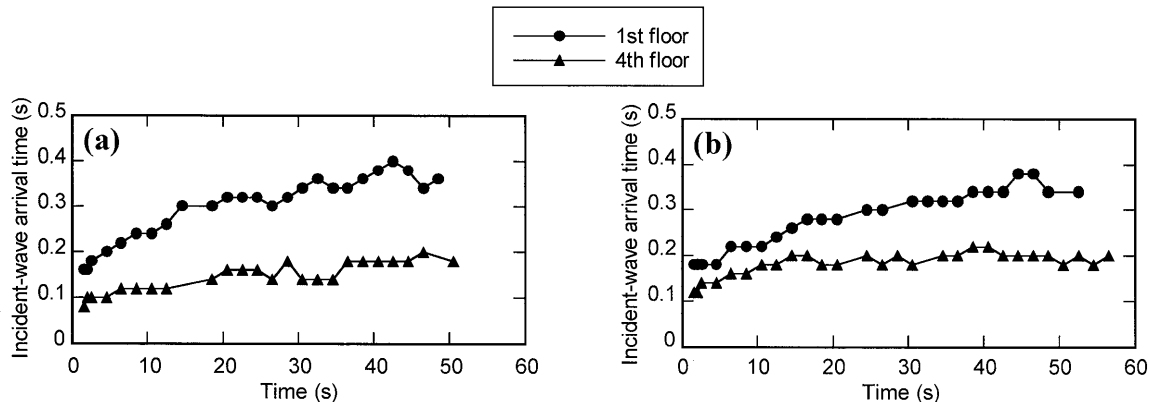 1st floor
4th floor
(a)
Incident-wave arrival time (s)
0.5
0.4
0.3
0.2
0.1
0
0 10 20 30 40 50 60
Time (s)
(b)
Incident-wave arrival time (s)
0.5
0.4
0.3
0.2
0.1
0
0 10 20 30 40 50 60
Time (s)